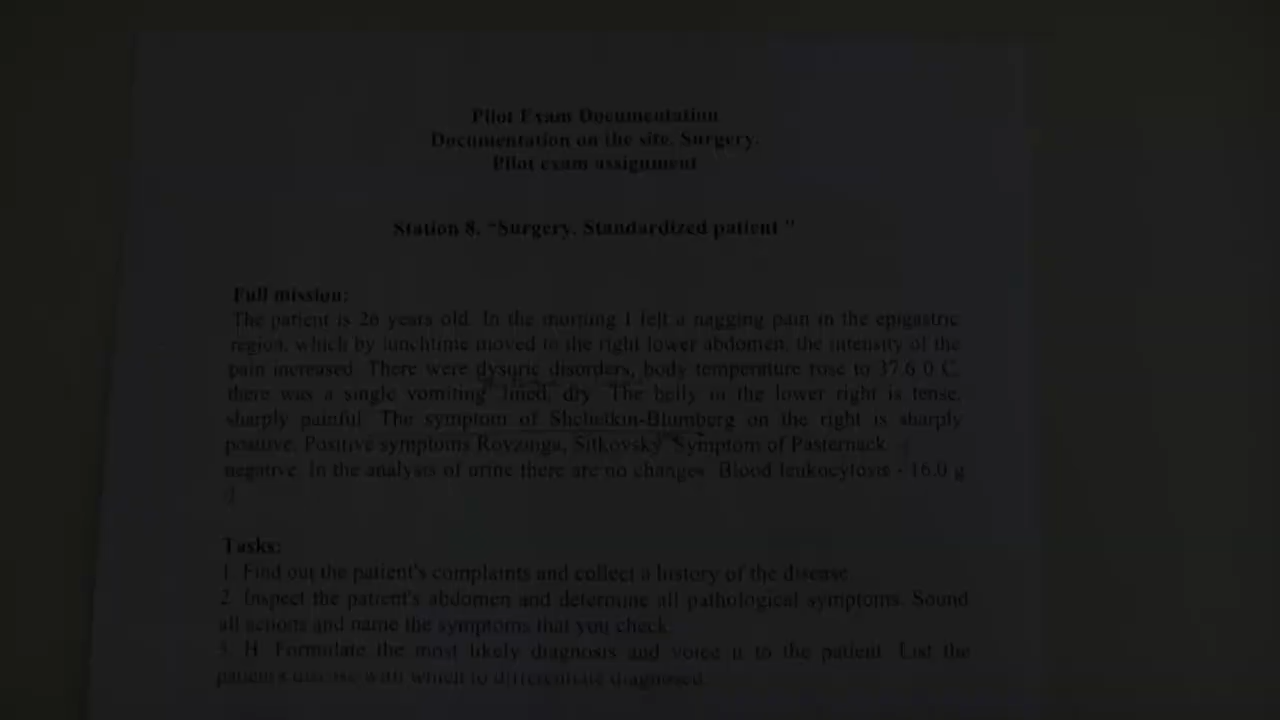 Pilot Exam Documentation
Documentation on the site. Surgery.
Pilot exam assignment
Station 8. "Surgery. Standardized patient "
Full mission:
The patient is 26 years old. In the morning I felt a nagging pain in the epigastric
region, which by lunchtime moved to the right lower abdomen, the intensity of the
pain increased. There were dysuric disorders, body temperature rose to 37.6 0 C,
there was a single vomiting. lined, dry. The belly in the lower right is tense,
sharply painful. The symptom of Shchetkin-Blumberg on the right is sharply
positive. Positive symptoms Rovzinga, Sitkovsky. Symptom of Pasternack
negative. In the analysis of urine there are no changes. Blood leukocytosis - 16.0 g
Tasks:
1. Find out the patient's complaints and collect a history of the disease.
2. Inspect the patient's abdomen and determine all pathological symptoms. Sound
all actions and name the symptoms that you check.
3. H. Formulate the most likely diagnosis and voice it to the patient. List the
patient's disease with which to differentiate diagnosed.